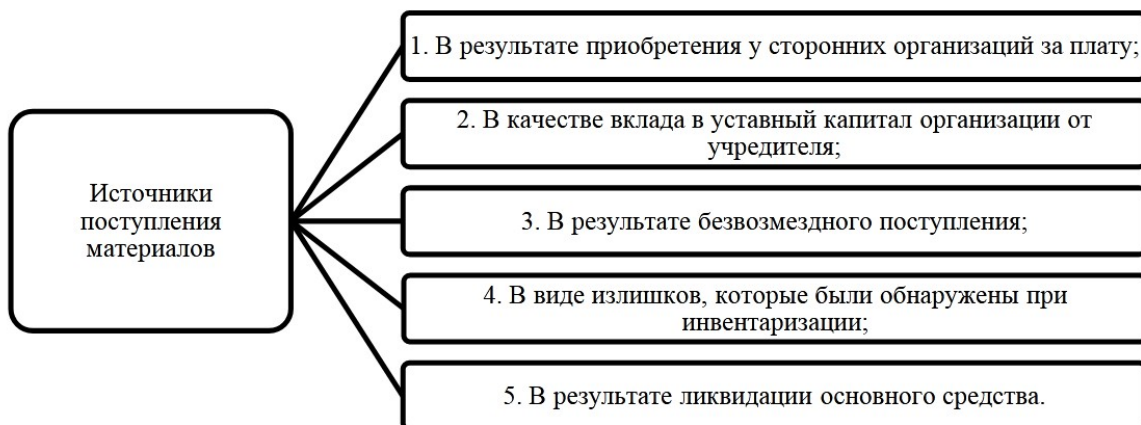 Источники
поступления
материалов
1. В результате приобретения у сторонних организаций за плату;
2. В качестве вклада в уставный капитал организации от
учредителя;
3. В результате безвозмездного поступления;
4. В виде излишков, которые были обнаружены при
инвентаризации;
5. В результате ликвидации основного средства.